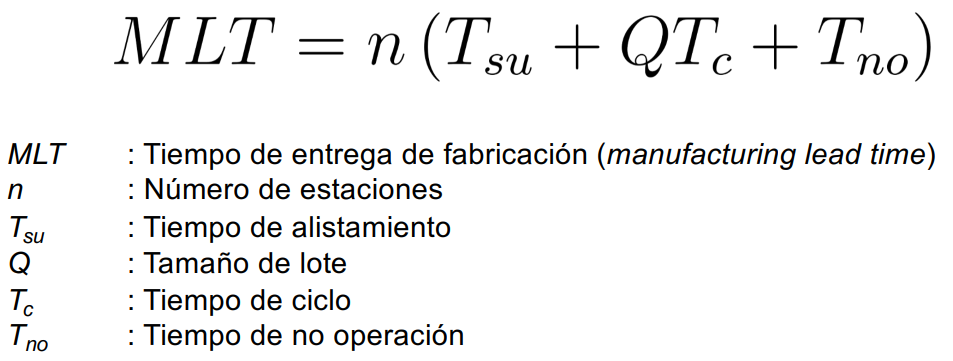 MLT = n (T_su + QT_c + T_no)
MLT : Tiempo de entrega de fabricación (manufacturing lead time)
n : Número de estaciones
T_su : Tiempo de alistamiento
Q : Tamaño de lote
T_c : Tiempo de ciclo
T_no : Tiempo de no operación